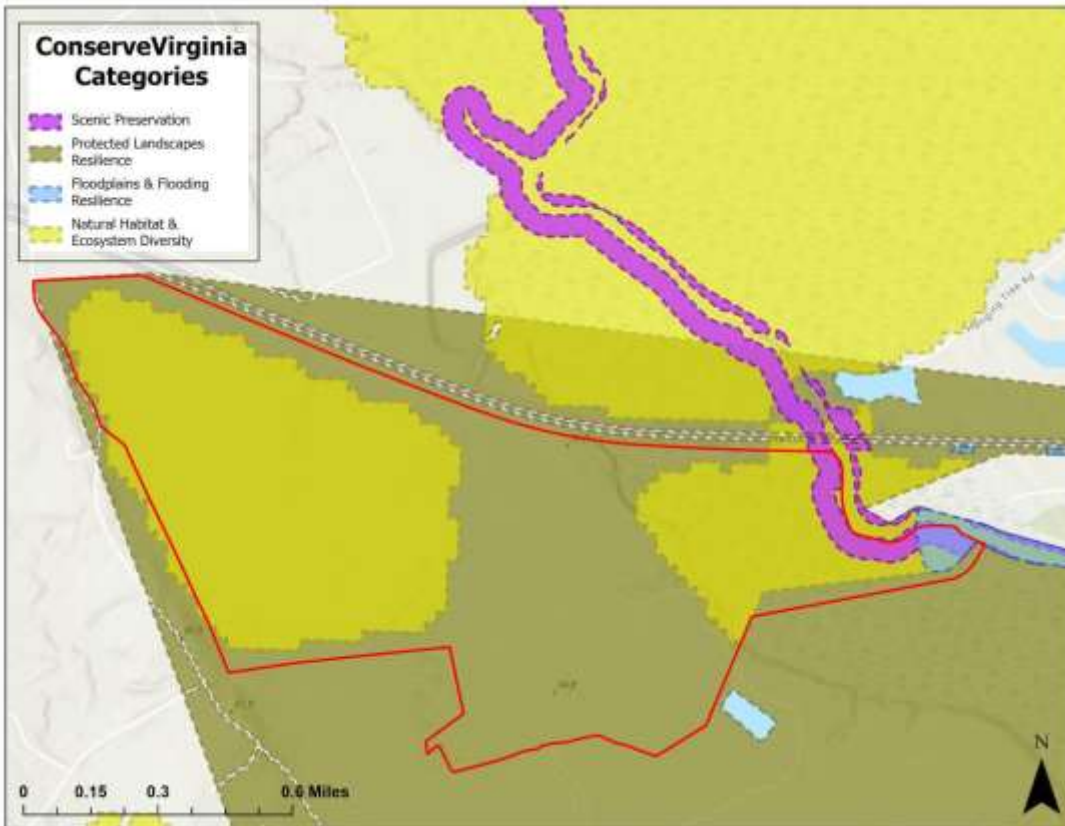 ConserveVirginia
Categories
Scenic Preservation
Protected Landscapes
Resilience
Floodplains & Flooding
Resilience
Natural Habitat &
Ecosystem Diversity
N
0 0.15 0.3 0.6 Miles